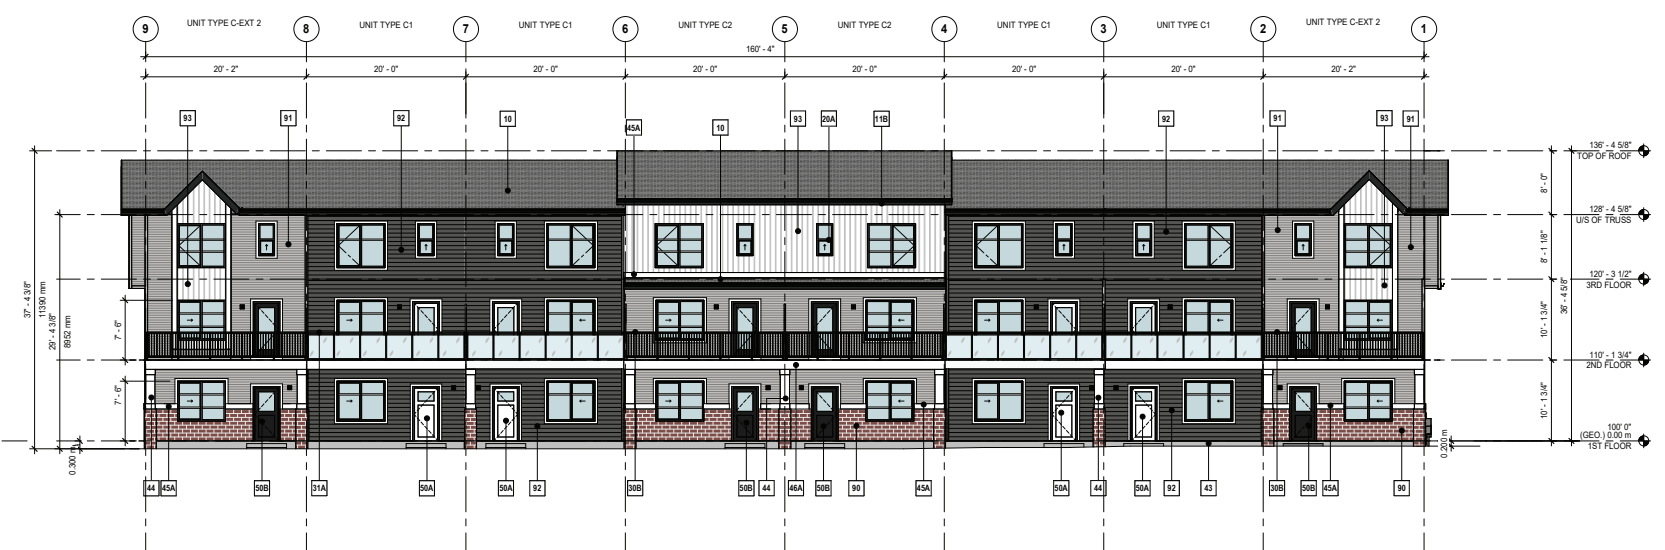 UNIT TYPE C-EXT 2
UNIT TYPE C1
UNIT TYPE C1
UNIT TYPE C2
UNIT TYPE C2
UNIT TYPE C1
UNIT TYPE C1
UNIT TYPE C-EXT 2
9 8 7 6 5 4 3 2 1
160' - 4"
20' - 2" 20' - 0" 20' - 0" 20' - 0" 20' - 0" 20' - 0" 20' - 0" 20' - 2"
93 91 92 10 45A 10 93 20A 11B 92 91 93 91
136' - 4 5/8"
TOP OF ROOF
8' - 0"
128' - 4 5/8"
U/S OF TRUSS
8' - 1 1/8"
120' - 3 1/2"
3RD FLOOR
10' - 1 3/4"
36' - 4 5/8"
110' - 1 3/4"
2ND FLOOR
10' - 1 3/4"
100' 0"
(GEO.) 0.00 m
1ST FLOOR
37' - 4 3/8"
11390 mm
29' - 4 3/8"
8952 mm
7' - 6"
7' - 6"
0.300 m
0.200 m
44 45A 50B 31A 50A 50A 92 30B 50B 44 46A 50B 90 45A 50A 44 50A 92 43 30B 50B 45A 90